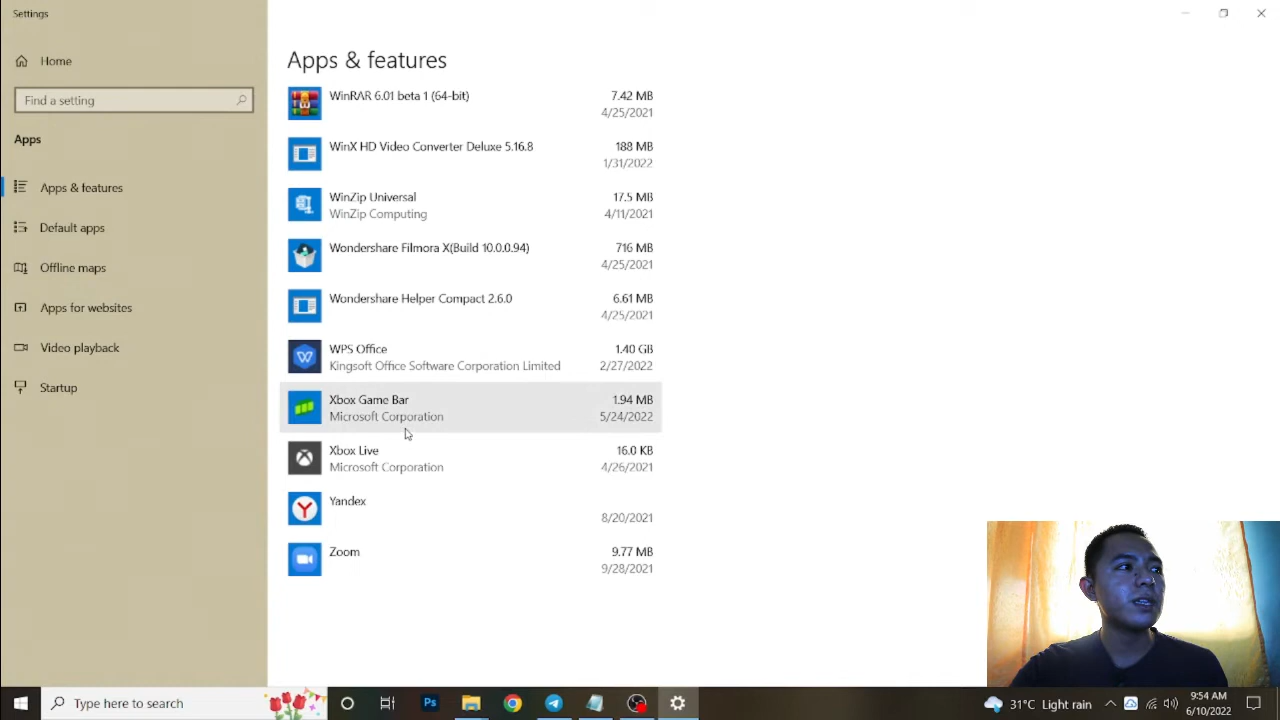 Settings
Home
Find a setting
Apps
Apps & features
Default apps
Offline maps
Apps for websites
Video playback
Startup
Apps & features
WinRAR 6.01 beta 1 (64-bit) 7.42 MB
4/25/2021
WinX HD Video Converter Deluxe 5.16.8 188 MB
1/31/2022
WinZip Universal 17.5 MB
WinZip Computing 4/11/2021
Wondershare Filmora X(Build 10.0.0.94) 716 MB
4/25/2021
Wondershare Helper Compact 2.6.0 6.61 MB
4/25/2021
WPS Office 1.40 GB
Kingsoft Office Software Corporation Limited 2/27/2022
Xbox Game Bar 1.94 MB
Microsoft Corporation 5/24/2022
Xbox Live 16.0 KB
Microsoft Corporation 4/26/2021
Yandex
8/20/2021
Zoom 9.77 MB
9/28/2021
Type here to search
Ps
31°C Light rain
9:54 AM
6/10/2022